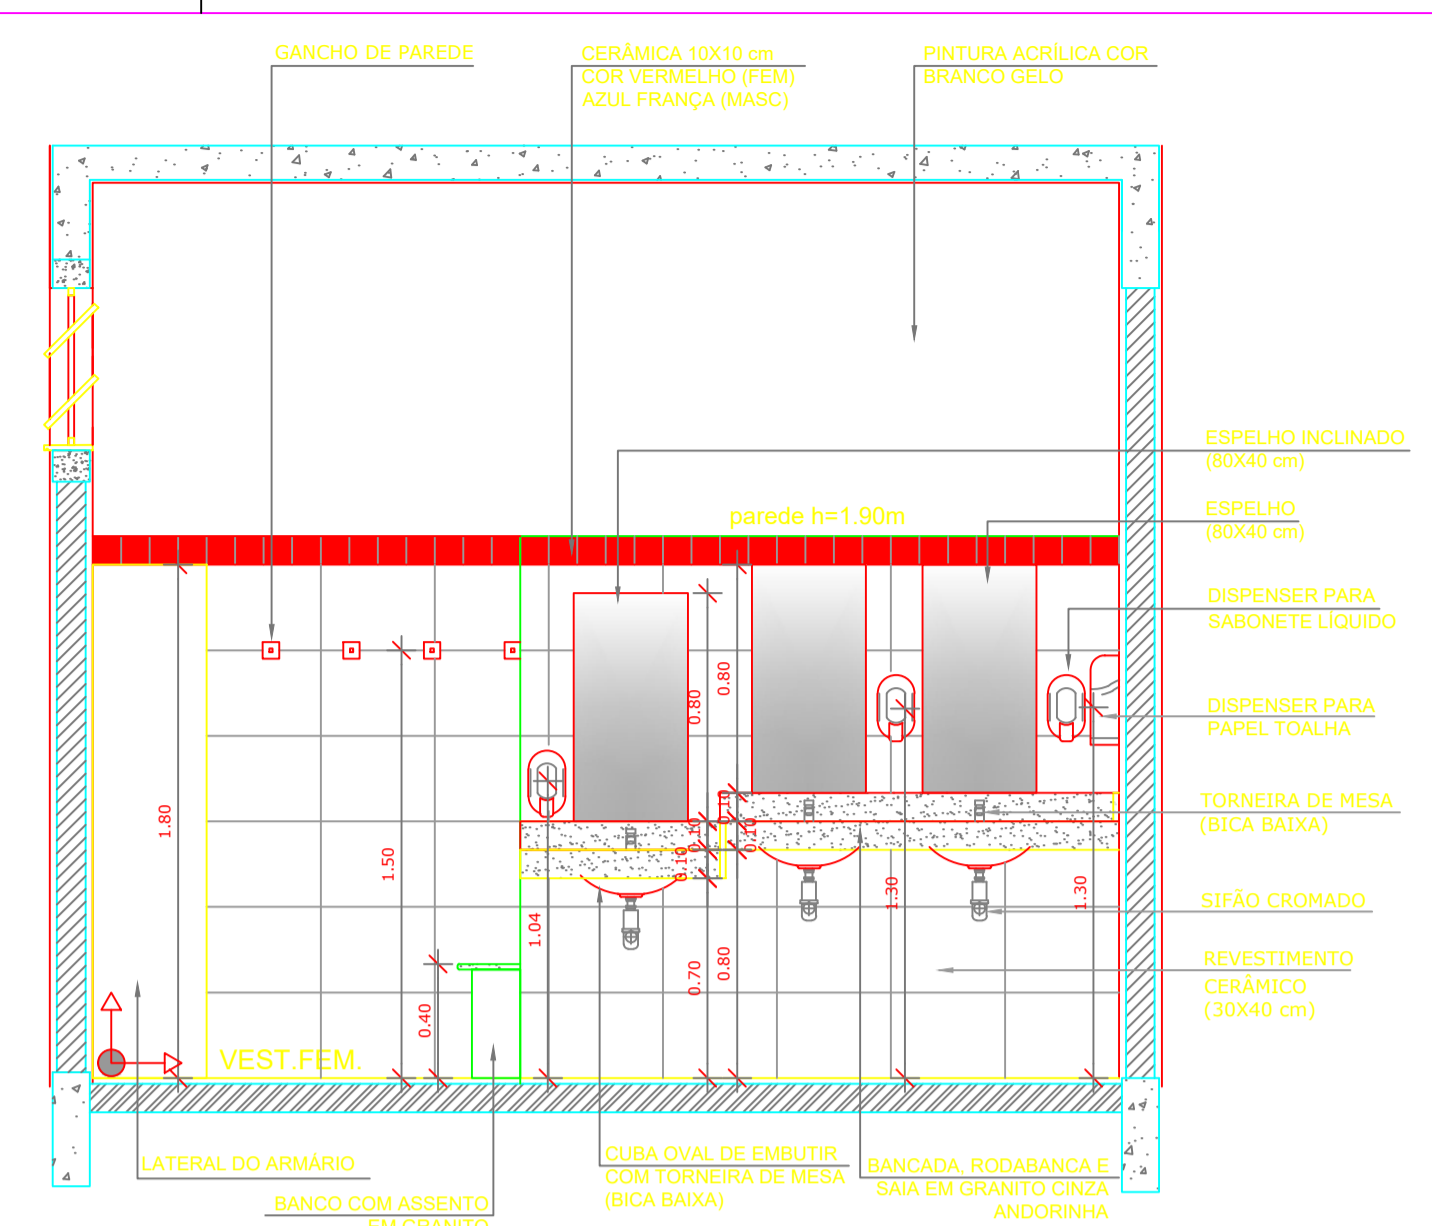 GANCHO DE PAREDE
CERÂMICA 10X10 cm
COR VERMELHO (FEM)
AZUL FRANÇA (MASC)
PINTURA ACRÍLICA COR
BRANCO GELO
ESPELHO INCLINADO
(80X40 cm)
parede h=1.90m
ESPELHO
(80X40 cm)
DISPENSER PARA
SABONETE LÍQUIDO
DISPENSER PARA
PAPEL TOALHA
TORNEIRA DE MESA
(BICA BAIXA)
SIFÃO CROMADO
REVESTIMENTO
CERÂMICO
(30X40 cm)
1.80
1.50
0.40
1.04
0.80
0.10
0.10
0.70
0.80
0.10
0.10
0.80
1.30
1.30
VEST.FEM.
LATERAL DO ARMÁRIO
BANCO COM ASSENTO
EM GRANITO
CUBA OVAL DE EMBUTIR
COM TORNEIRA DE MESA
(BICA BAIXA)
BANCADA, RODABANCA E
SAIA EM GRANITO CINZA
ANDORINHA